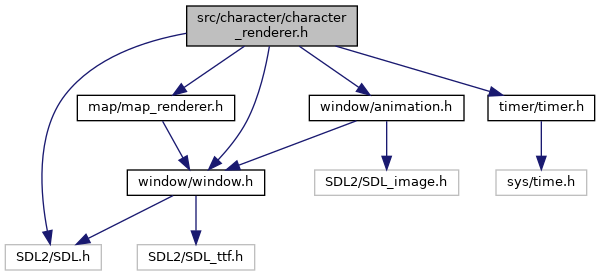 src/character/character
_renderer.h
map/map_renderer.h
window/animation.h
timer/timer.h
window/window.h
SDL2/SDL_image.h
sys/time.h
SDL2/SDL.h
SDL2/SDL_ttf.h